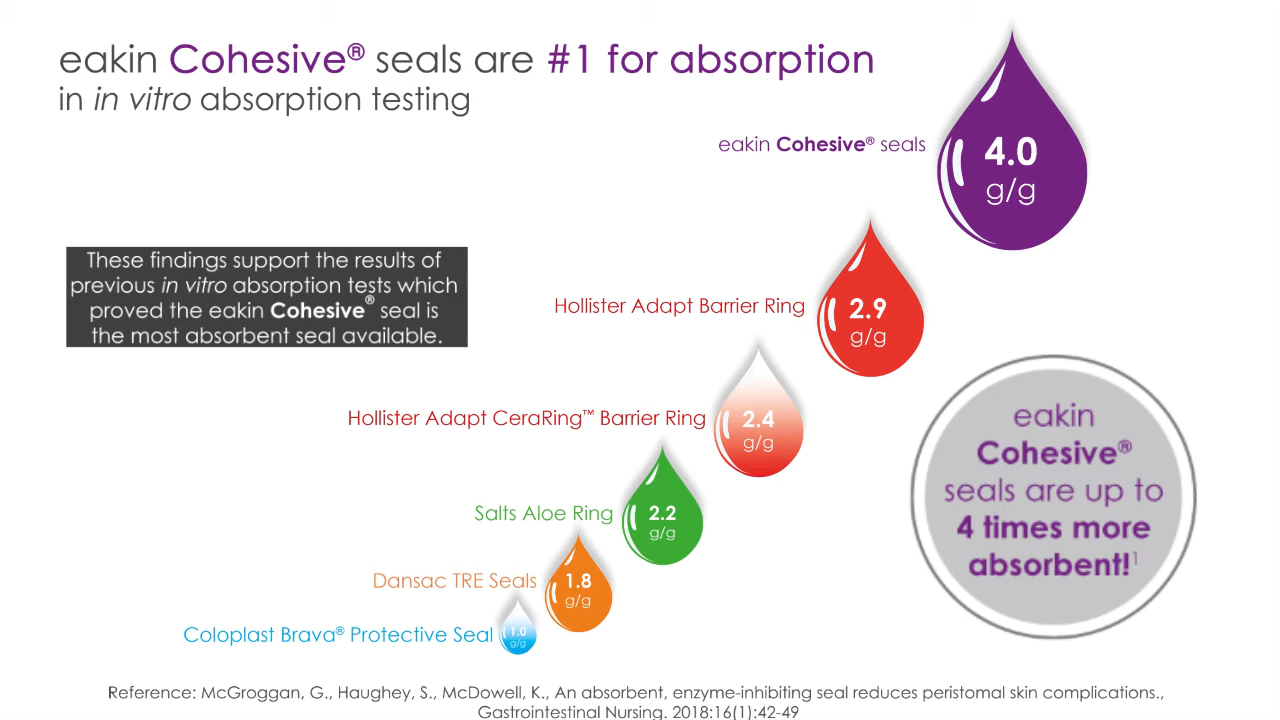 eakin Cohesive® seals are #1 for absorption
in in vitro absorption testing
eakin Cohesive® seals
4.0
g/g
These findings support the results of
previous in vitro absorption tests which
proved the eakin Cohesive® seal is
the most absorbent seal available.
Hollister Adapt Barrier Ring
2.9
g/g
Hollister Adapt CeraRing™ Barrier Ring
2.4
g/g
eakin
Cohesive®
seals are up to
4 times more
absorbent!¹
Salts Aloe Ring
2.2
g/g
Dansac TRE Seals
1.8
g/g
Coloplast Brava® Protective Seal
1.0
g/g
Reference: McGroggan, G., Haughey, S., McDowell, K., An absorbent, enzyme-inhibiting seal reduces peristomal skin complications.,
Gastrointestinal Nursing. 2018:16(1):42-49